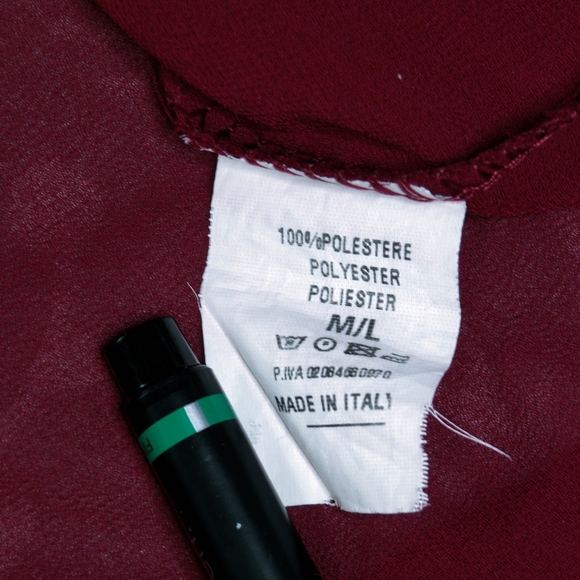 100%POLESTERE
POLYESTER
POLIESTER
M/L
P.IVA
MADE IN ITALY